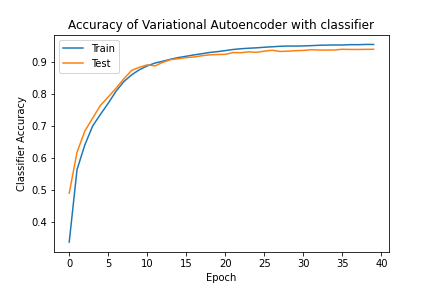 Accuracy of Variational Autoencoder with classifier
Train
Test
Classifier Accuracy
0.9
0.8
0.7
0.6
0.5
0.4
0 5 10 15 20 25 30 35 40
Epoch